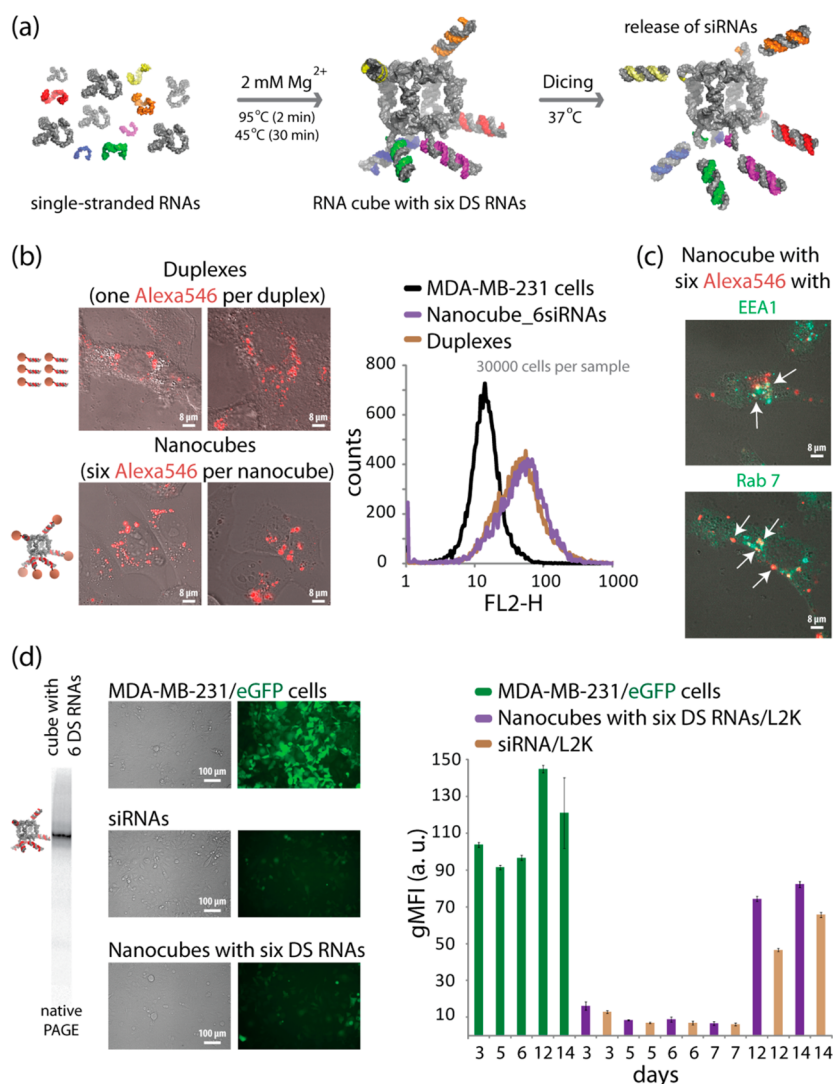 (a)
single-stranded RNAs
2 mM Mg2+
95°C (2 min)
45°C (30 min)
RNA cube with six DS RNAs
Dicing
37°C
release of siRNAs
(b)
Duplexes
(one Alexa546 per duplex)
8 µm
8 µm
Nanocubes
(six Alexa546 per nanocube)
8 µm
8 µm
MDA-MB-231 cells
Nanocube_6siRNAs
Duplexes
30000 cells per sample
counts
800
600
400
200
0
1
10
100
1000
FL2-H
(c)
Nanocube with
six Alexa546 with
EEA1
8 µm
Rab 7
8 µm
(d)
cube with
6 DS RNAs
native
PAGE
MDA-MB-231/eGFP cells
100 µm
100 µm
siRNAs
100 µm
100 µm
Nanocubes with six DS RNAs
100 µm
100 µm
MDA-MB-231/eGFP cells
Nanocubes with six DS RNAs/L2K
siRNA/L2K
gMFI (a. u.)
150
130
110
90
70
50
30
10
3 5 6 12 14 3 3 5 5 6 6 7 7 12 12 14 14
days